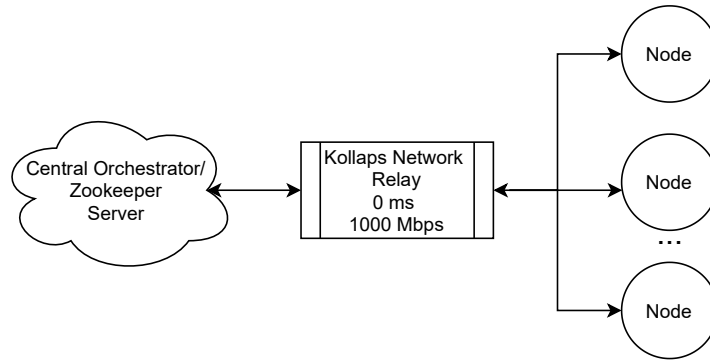 Central Orchestrator/
Zookeeper
Server
Kollaps Network
Relay
0 ms
1000 Mbps
Node
Node
...
Node